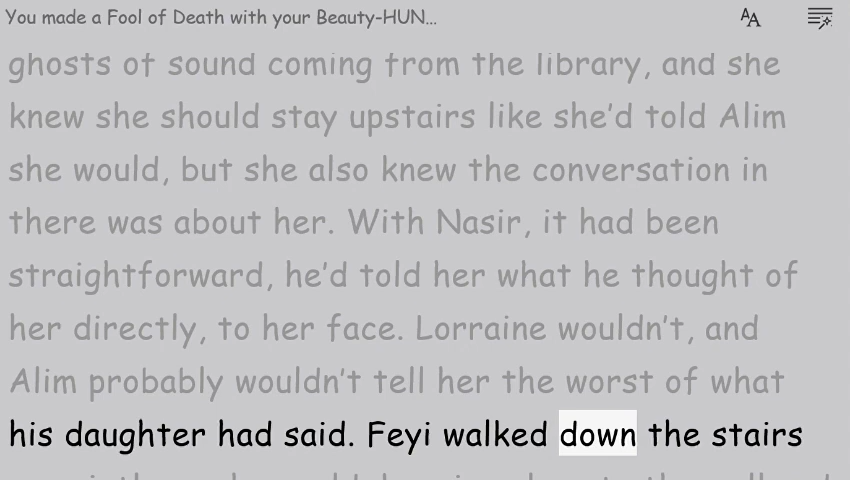 You made a Fool of Death with your Beauty-HUN...
AA
ghosts of sound coming from the library, and she
knew she should stay upstairs like she'd told Alim
she would, but she also knew the conversation in
there was about her. With Nasir, it had been
straightforward, he'd told her what he thought of
her directly, to her face. Lorraine wouldn't, and
Alim probably wouldn't tell her the worst of what
his daughter had said. Feyi walked down the stairs